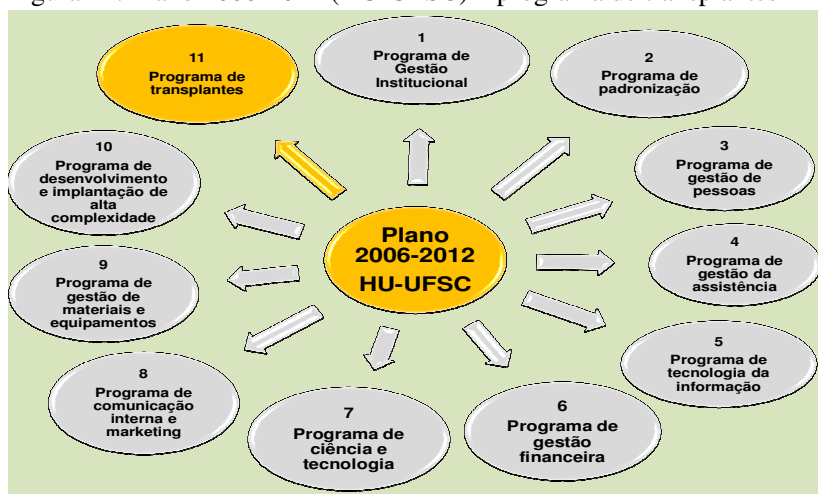 Plano
2006-2012
HU-UFSC
1
Programa de
Gestão
Institucional
2
Programa de
padronização
3
Programa de
gestão de
pessoas
4
Programa de
gestão da
assistência
5
Programa de
tecnologia da
informação
6
Programa de
gestão
financeira
7
Programa de
ciência e
tecnologia
8
Programa de
comunicação
interna e
marketing
9
Programa de
gestão de
materiais e
equipamentos
10
Programa de
desenvolvimento
e implantação de
alta
complexidade
11
Programa de
transplantes